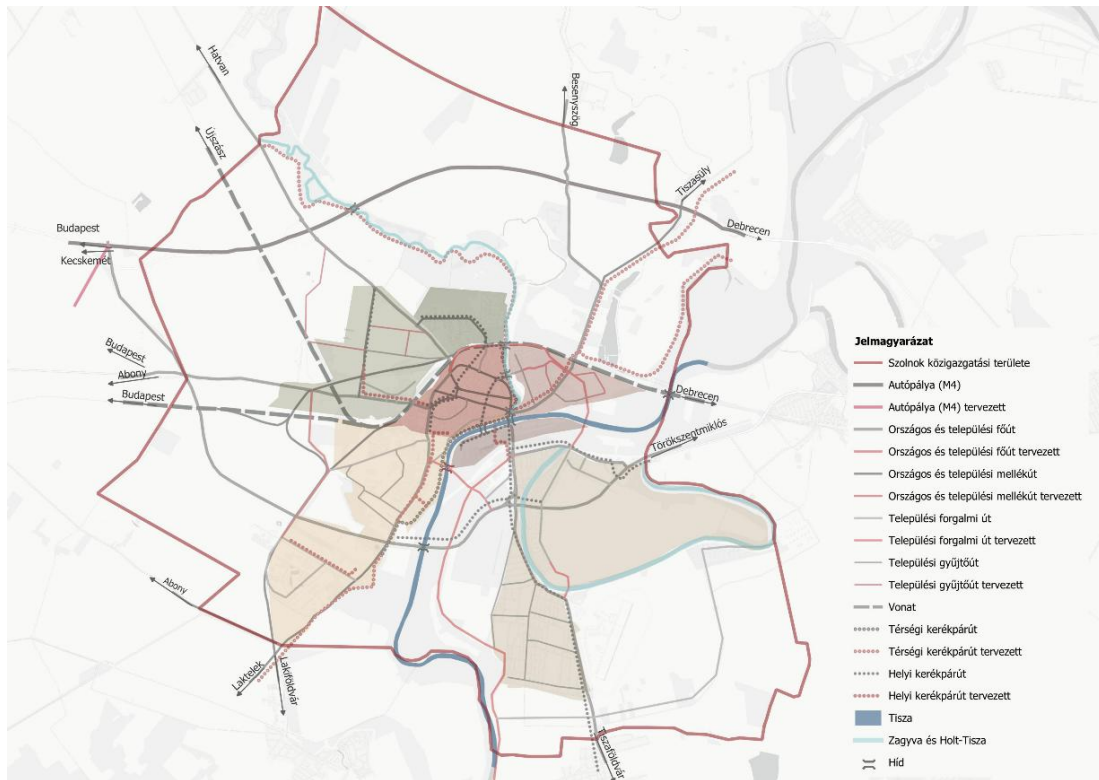 Hatvan
Újszász
Besenyszög
Tiszasüly
Debrecen
Budapest
Kecskemét
Budapest
Abony
Budapest
Debrecen
Törökszentmiklós
Abony
Laktelek
Lakiföldvár
Tiszaföldvár
Jelmagyarázat
Szolnok közigazgatási területe
Autópálya (M4)
Autópálya (M4) tervezett
Országos és települési főút
Országos és települési főút tervezett
Országos és települési mellékút
Országos és települési mellékút tervezett
Települési forgalmi út
Települési forgalmi út tervezett
Települési gyűjtőút
Települési gyűjtőút tervezett
Vonat
Térségi kerékpárút
Térségi kerékpárút tervezett
Helyi kerékpárút
Helyi kerékpárút tervezett
Tisza
Zagyva és Holt-Tisza
Híd